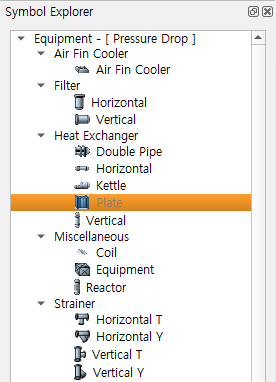 Symbol Explorer
Equipment - [ Pressure Drop ]
Air Fin Cooler
Air Fin Cooler
Filter
Horizontal
Vertical
Heat Exchanger
Double Pipe
Horizontal
Kettle
Plate
Vertical
Miscellaneous
Coil
Equipment
Reactor
Strainer
Horizontal T
Horizontal Y
Vertical T
Vertical Y